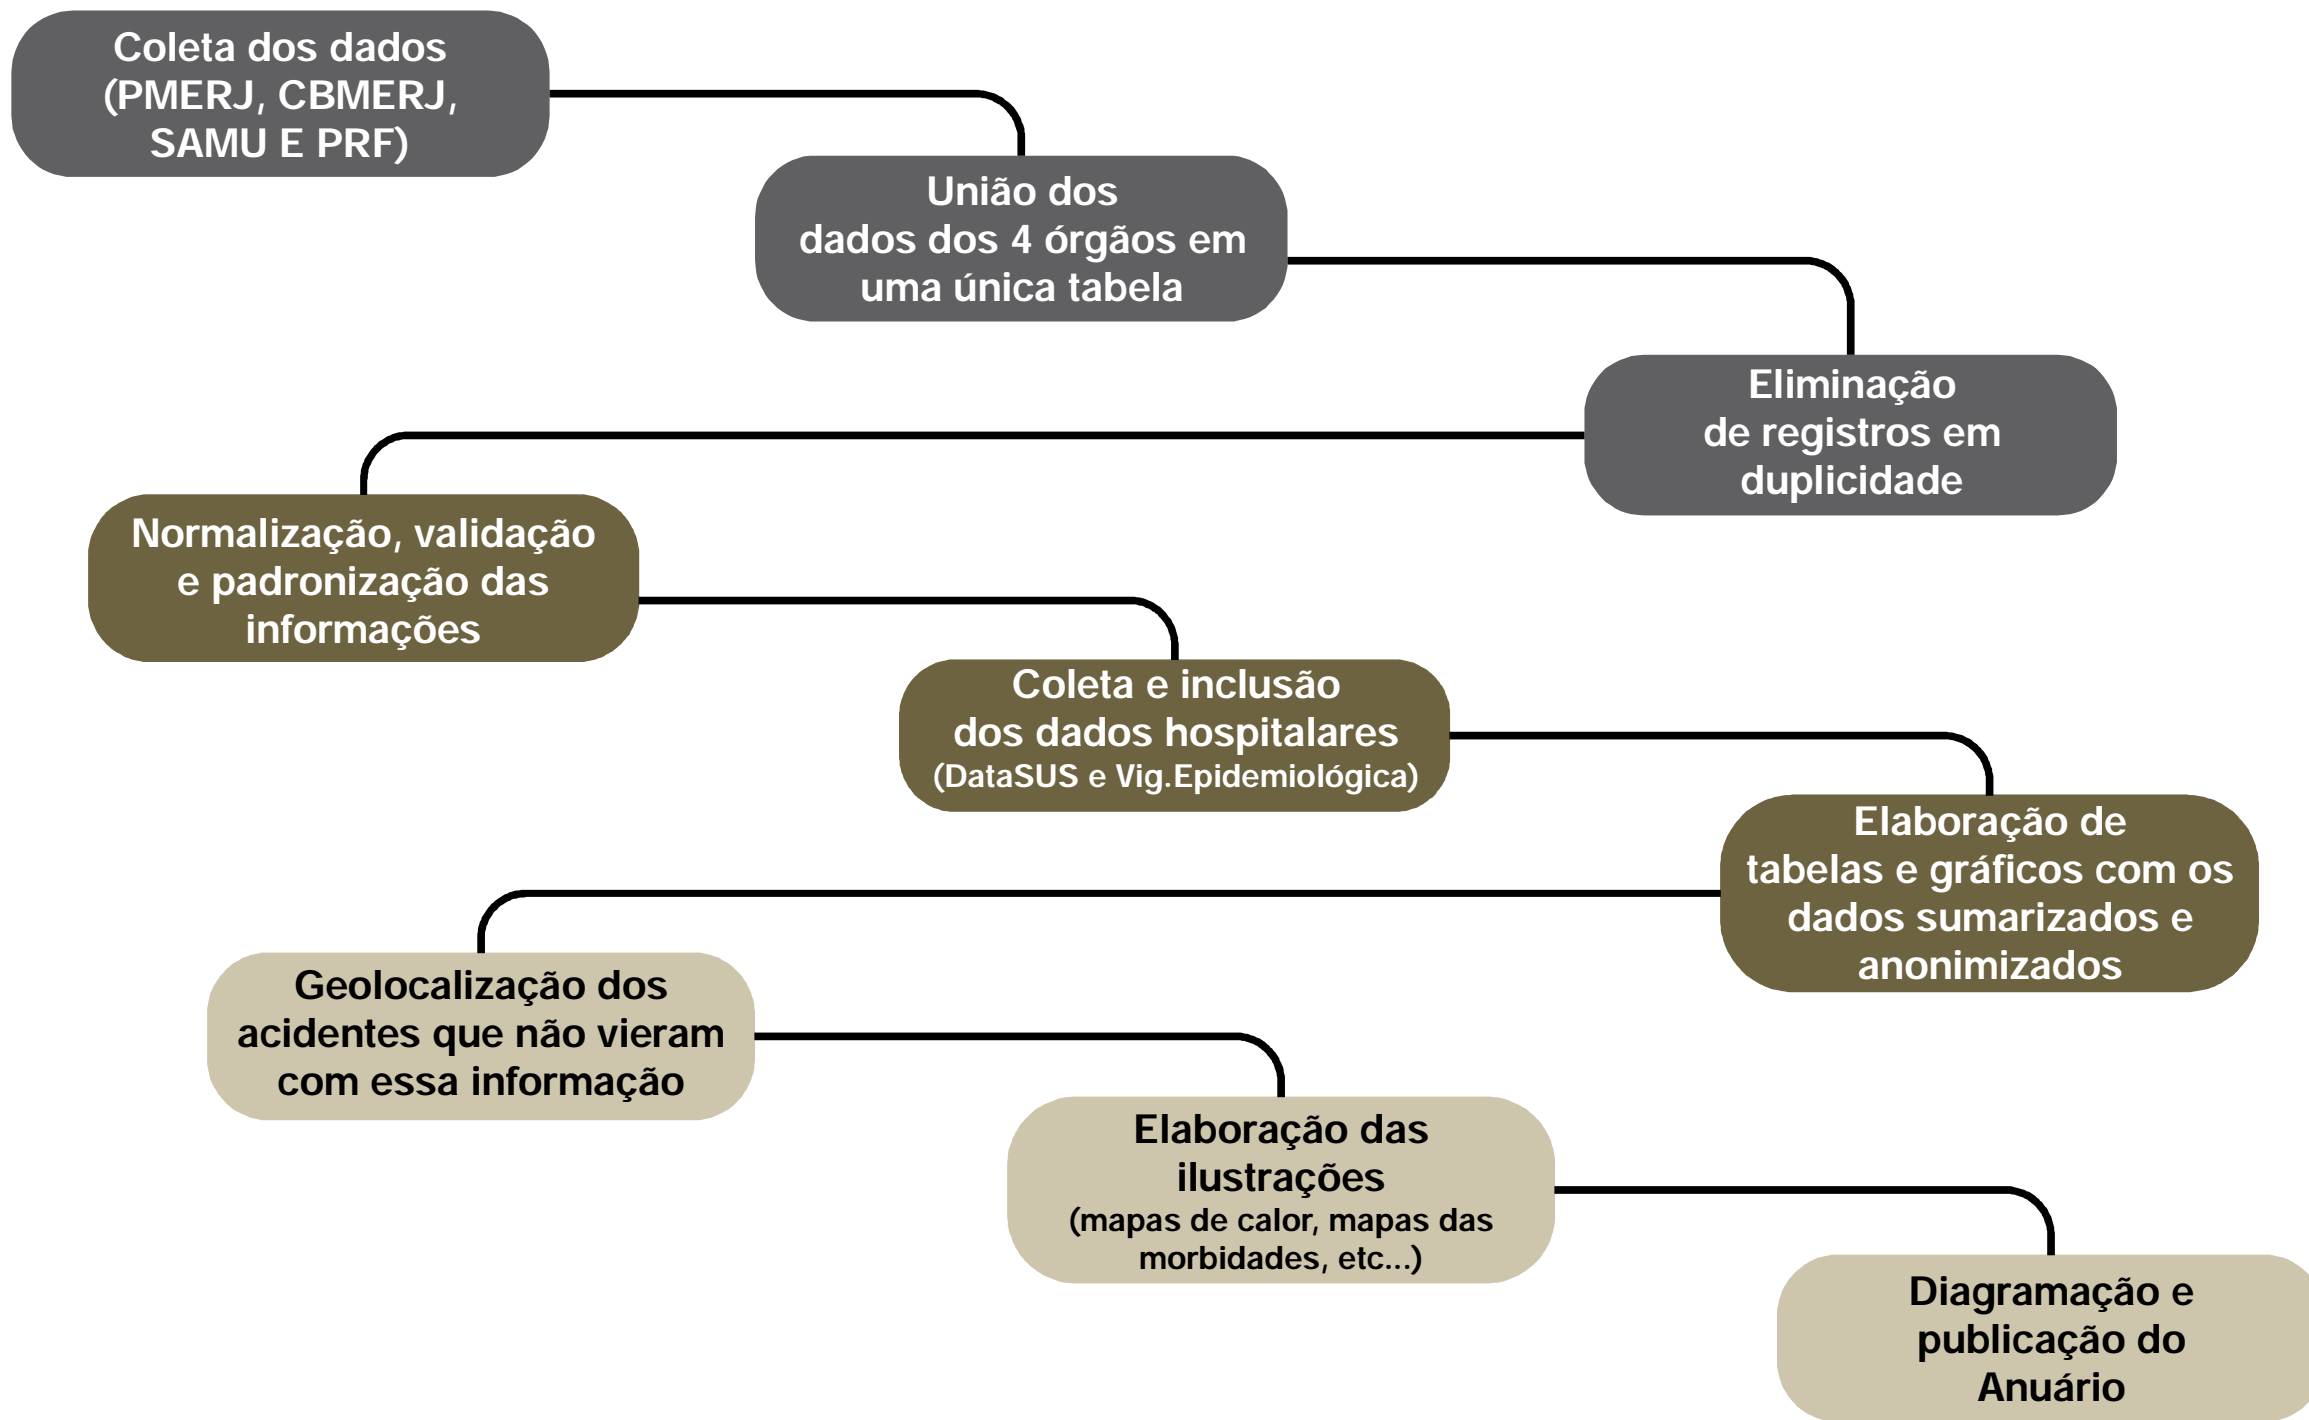 Coleta dos dados
(PMERJ, CBMERJ,
SAMU E PRF)
União dos
dados dos 4 órgãos em
uma única tabela
Eliminação
de registros em
duplicidade
Normalização, validação
e padronização das
informações
Coleta e inclusão
dos dados hospitalares
(DataSUS e Vig.Epidemiológica)
Elaboração de
tabelas e gráficos com os
dados sumarizados e
anonimizados
Geolocalização dos
acidentes que não vieram
com essa informação
Elaboração das
ilustrações
(mapas de calor, mapas das
morbidades, etc...)
Diagramação e
publicação do
Anuário